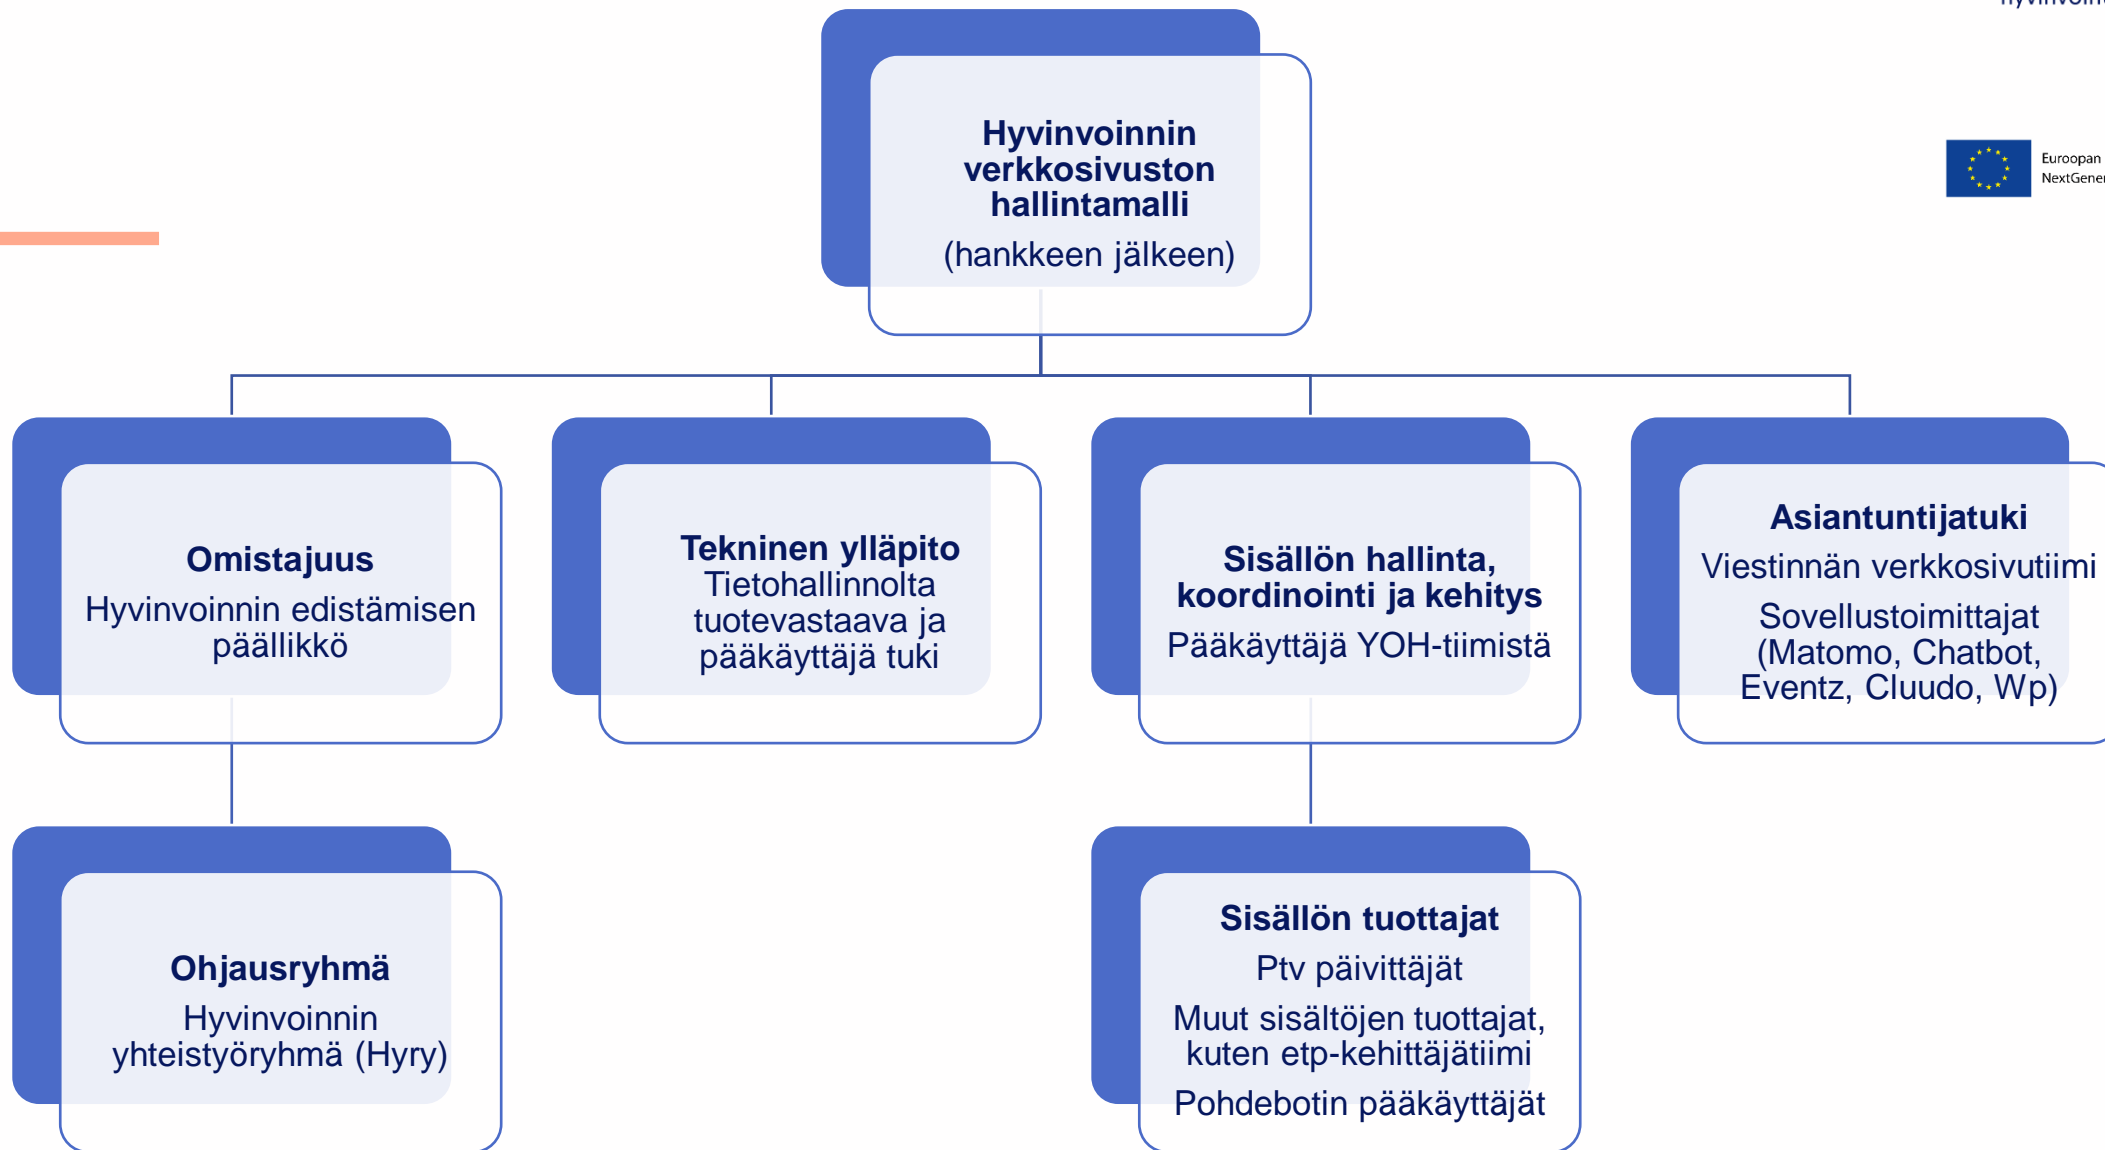 Hyvinvoinnin
verkkosivuston
hallintamalli
(hankkeen jälkeen)
Euroopan
Omistajuus
Hyvinvoinnin edistämisen
päällikkö
Tekninen ylläpito
Tietohallinnolta
tuotevastaava ja
pääkäyttäjä tuki
Sisällön hallinta,
koordinointi ja kehitys
Pääkäyttäjä YOH-tiimistä
Asiantuntijatuki
Viestinnän verkkosivutiimi
Sovellustoimittajat
(Matomo, Chatbot,
Eventz, Cluudo, Wp)
Ohjausryhmä
Hyvinvoinnin
yhteistyöryhmä (Hyry)
Sisällön tuottajat
Ptv päivittäjät
Muut sisältöjen tuottajat,
kuten etp-kehittäjätiimi
Pohdebotin pääkäyttäjät